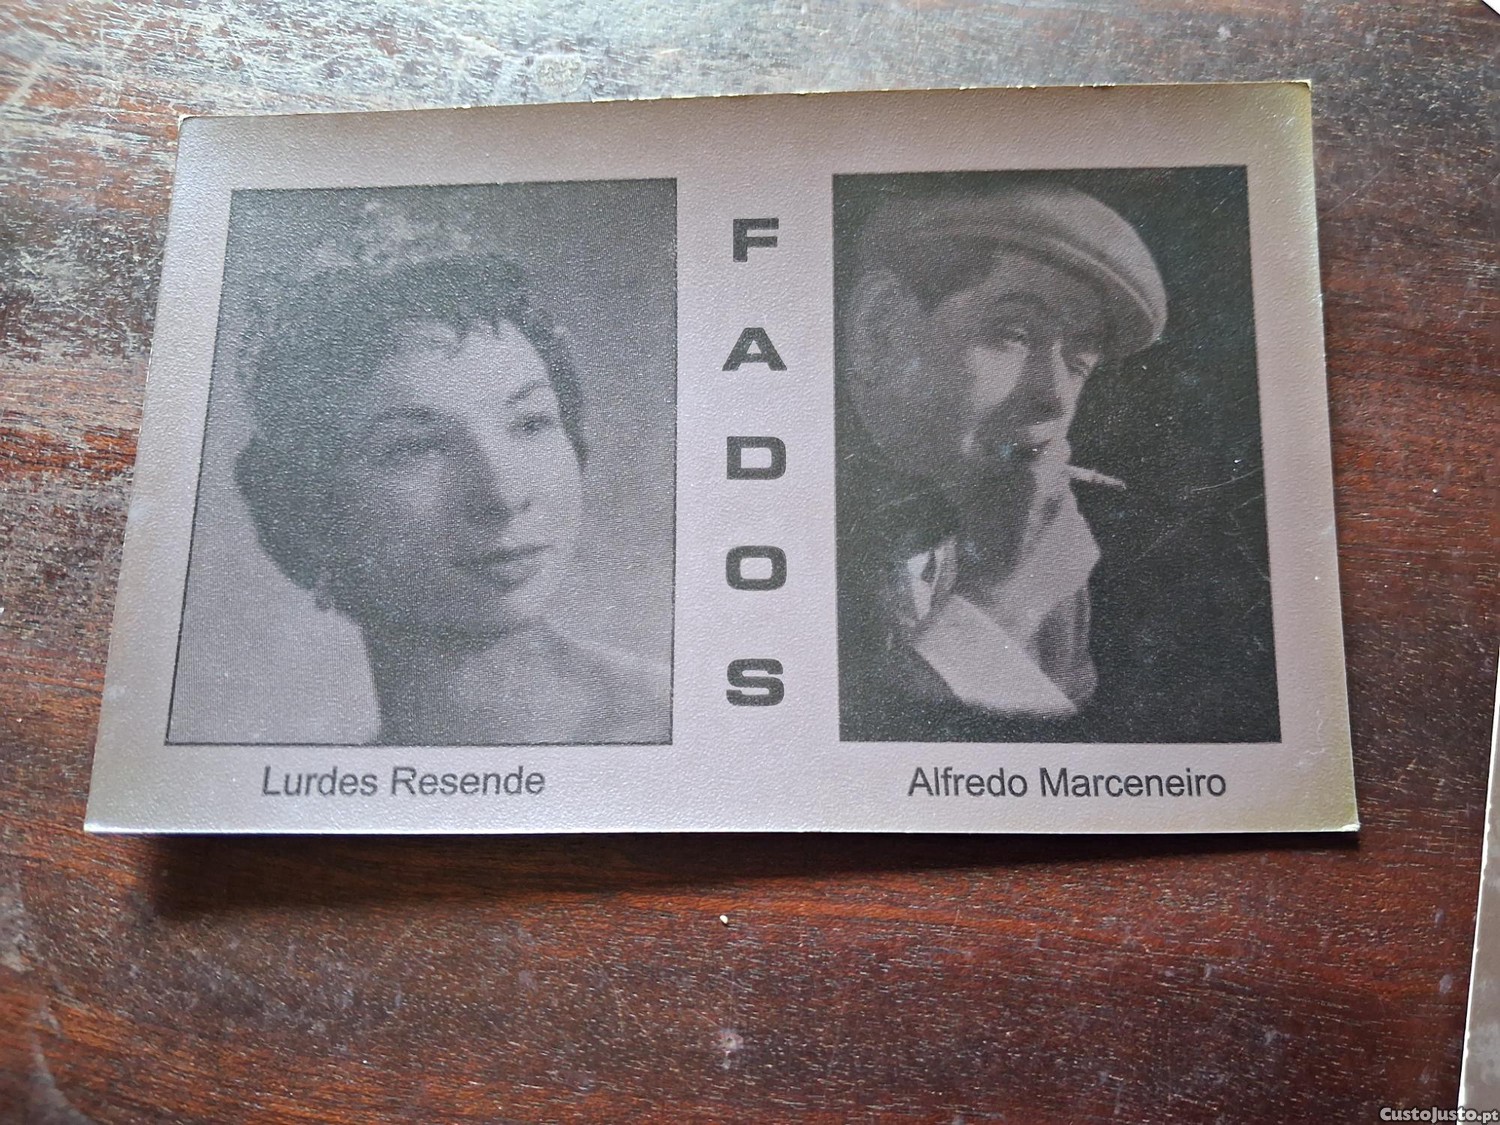 FADOS
Lurdes Resende
Alfredo Marceneiro
CustoJusto.pt